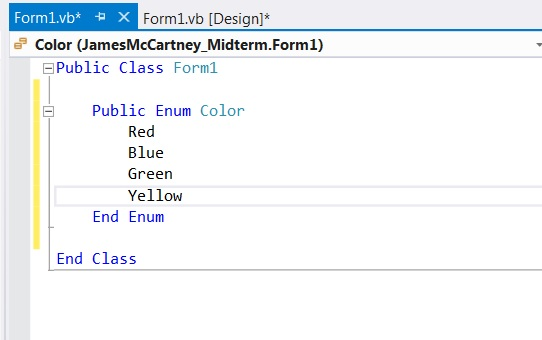 Form1.vb* Form1.vb [Design]*
Color (JamesMcCartney_Midterm.Form1)
Public Class Form1
Public Enum Color
Red
Blue
Green
Yellow
End Enum
End Class